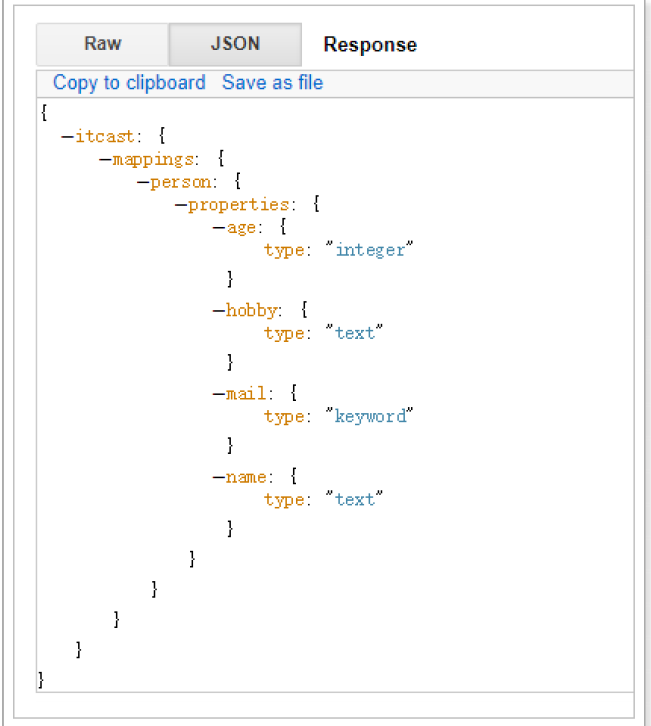 Raw JSON Response
Copy to clipboard Save as file
{
—itcast: {
—mappings: {
—person: {
—properties: {
—age: {
type: "integer"
}
—hobby: {
type: "text"
}
—mail: {
type: "keyword"
}
—name: {
type: "text"
}
}
}
}
}
}